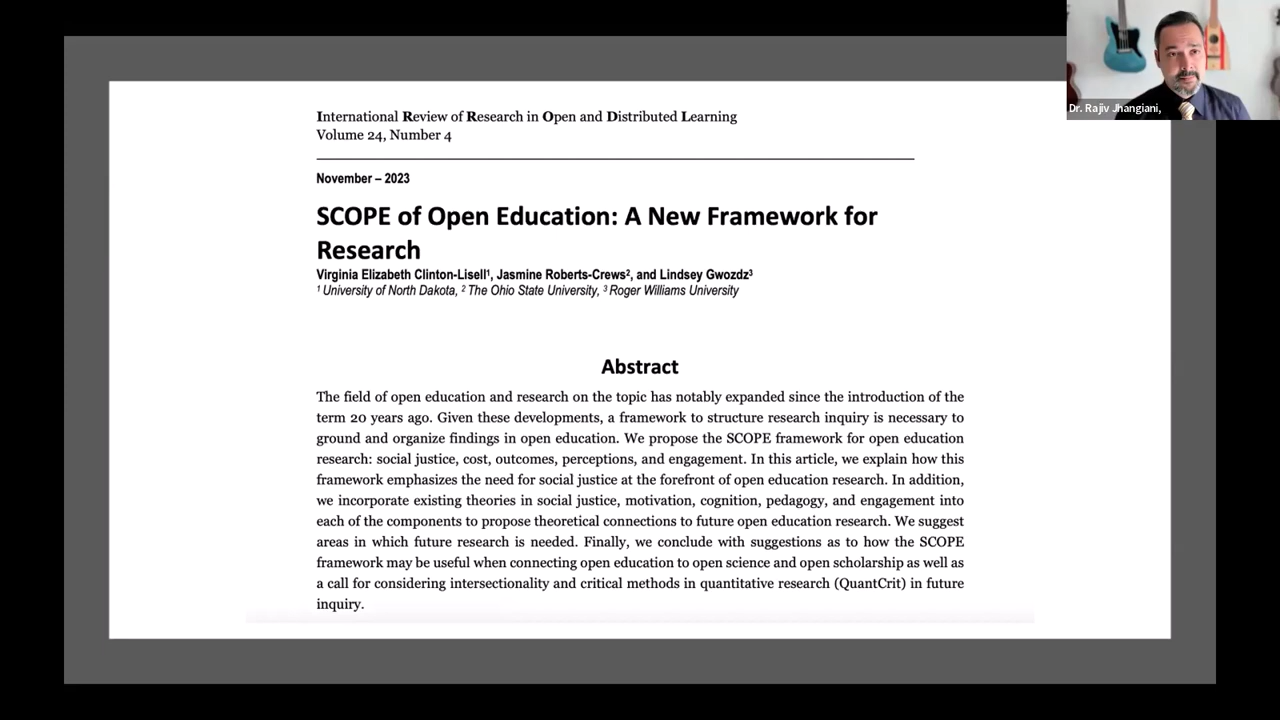 International Review of Research in Open and Distributed Learning
Volume 24, Number 4
November – 2023
SCOPE of Open Education: A New Framework for
Research
Virginia Elizabeth Clinton-Lisell¹, Jasmine Roberts-Crews², and Lindsey Gwozdz³
¹ University of North Dakota, ² The Ohio State University, ³ Roger Williams University
Abstract
The field of open education and research on the topic has notably expanded since the introduction of the
term 20 years ago. Given these developments, a framework to structure research inquiry is necessary to
ground and organize findings in open education. We propose the SCOPE framework for open education
research: social justice, cost, outcomes, perceptions, and engagement. In this article, we explain how this
framework emphasizes the need for social justice at the forefront of open education research. In addition,
we incorporate existing theories in social justice, motivation, cognition, pedagogy, and engagement into
each of the components to propose theoretical connections to future open education research. We suggest
areas in which future research is needed. Finally, we conclude with suggestions as to how the SCOPE
framework may be useful when connecting open education to open science and open scholarship as well as
a call for considering intersectionality and critical methods in quantitative research (QuantCrit) in future
inquiry.
Dr. Rajiv Jhangiani,